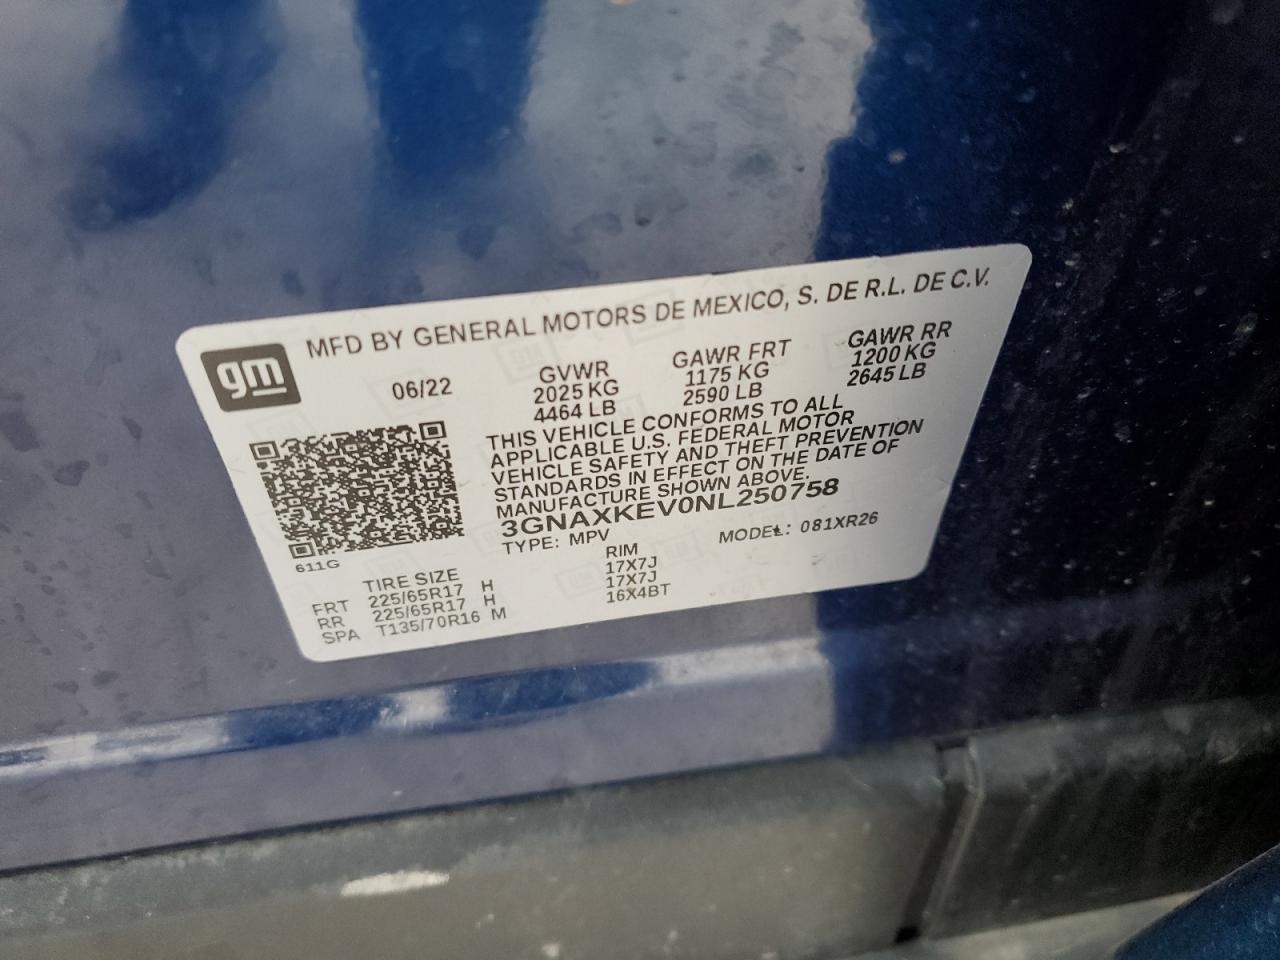 MFD BY GENERAL MOTORS DE MEXICO, S. DE R.L. DE C.V.
gm
06/22
GVWR
2025 KG
4464 LB
GAWR FRT
1175 KG
2590 LB
GAWR RR
1200 KG
2645 LB
THIS VEHICLE CONFORMS TO ALL
APPLICABLE U.S. FEDERAL MOTOR
VEHICLE SAFETY AND THEFT PREVENTION
STANDARDS IN EFFECT ON THE DATE OF
MANUFACTURE SHOWN ABOVE.
3GNAXKEV0NL250758
TYPE: MPV
MODEL: 081XR26
611G
TIRE SIZE
RIM
FRT 225/65R17 H 17X7J
RR 225/65R17 H 17X7J
SPA T135/70R16 M 16X4BT